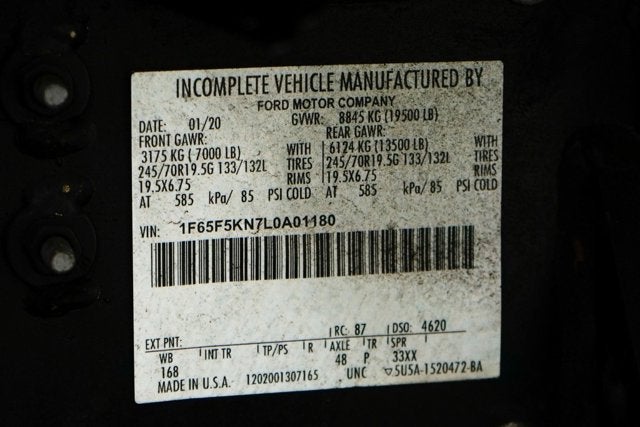 INCOMPLETE VEHICLE MANUFACTURED BY
FORD MOTOR COMPANY
DATE: 01/20 GVWR: 8845 KG (19500 LB)
FRONT GAWR: REAR GAWR:
3175 KG ( 7000 LB) WITH 6124 KG (13500 LB) WITH
245/70R19.5G 133/132L TIRES 245/70R19.5G 133/132L TIRES
19.5X6.75 RIMS 19.5X6.75 RIMS
AT 585 kPa/ 85 PSI COLD AT 585 kPa/ 85 PSI COLD
VIN: 1F65F5KN7L0A01180
EXT PNT: RC: 87 DSO: 4620
WB INT TR TP/PS R AXLE TR SPR
168 48 P 33XX
MADE IN U.S.A. 1202001307165 UNC ▽5U5A-1520472-BA